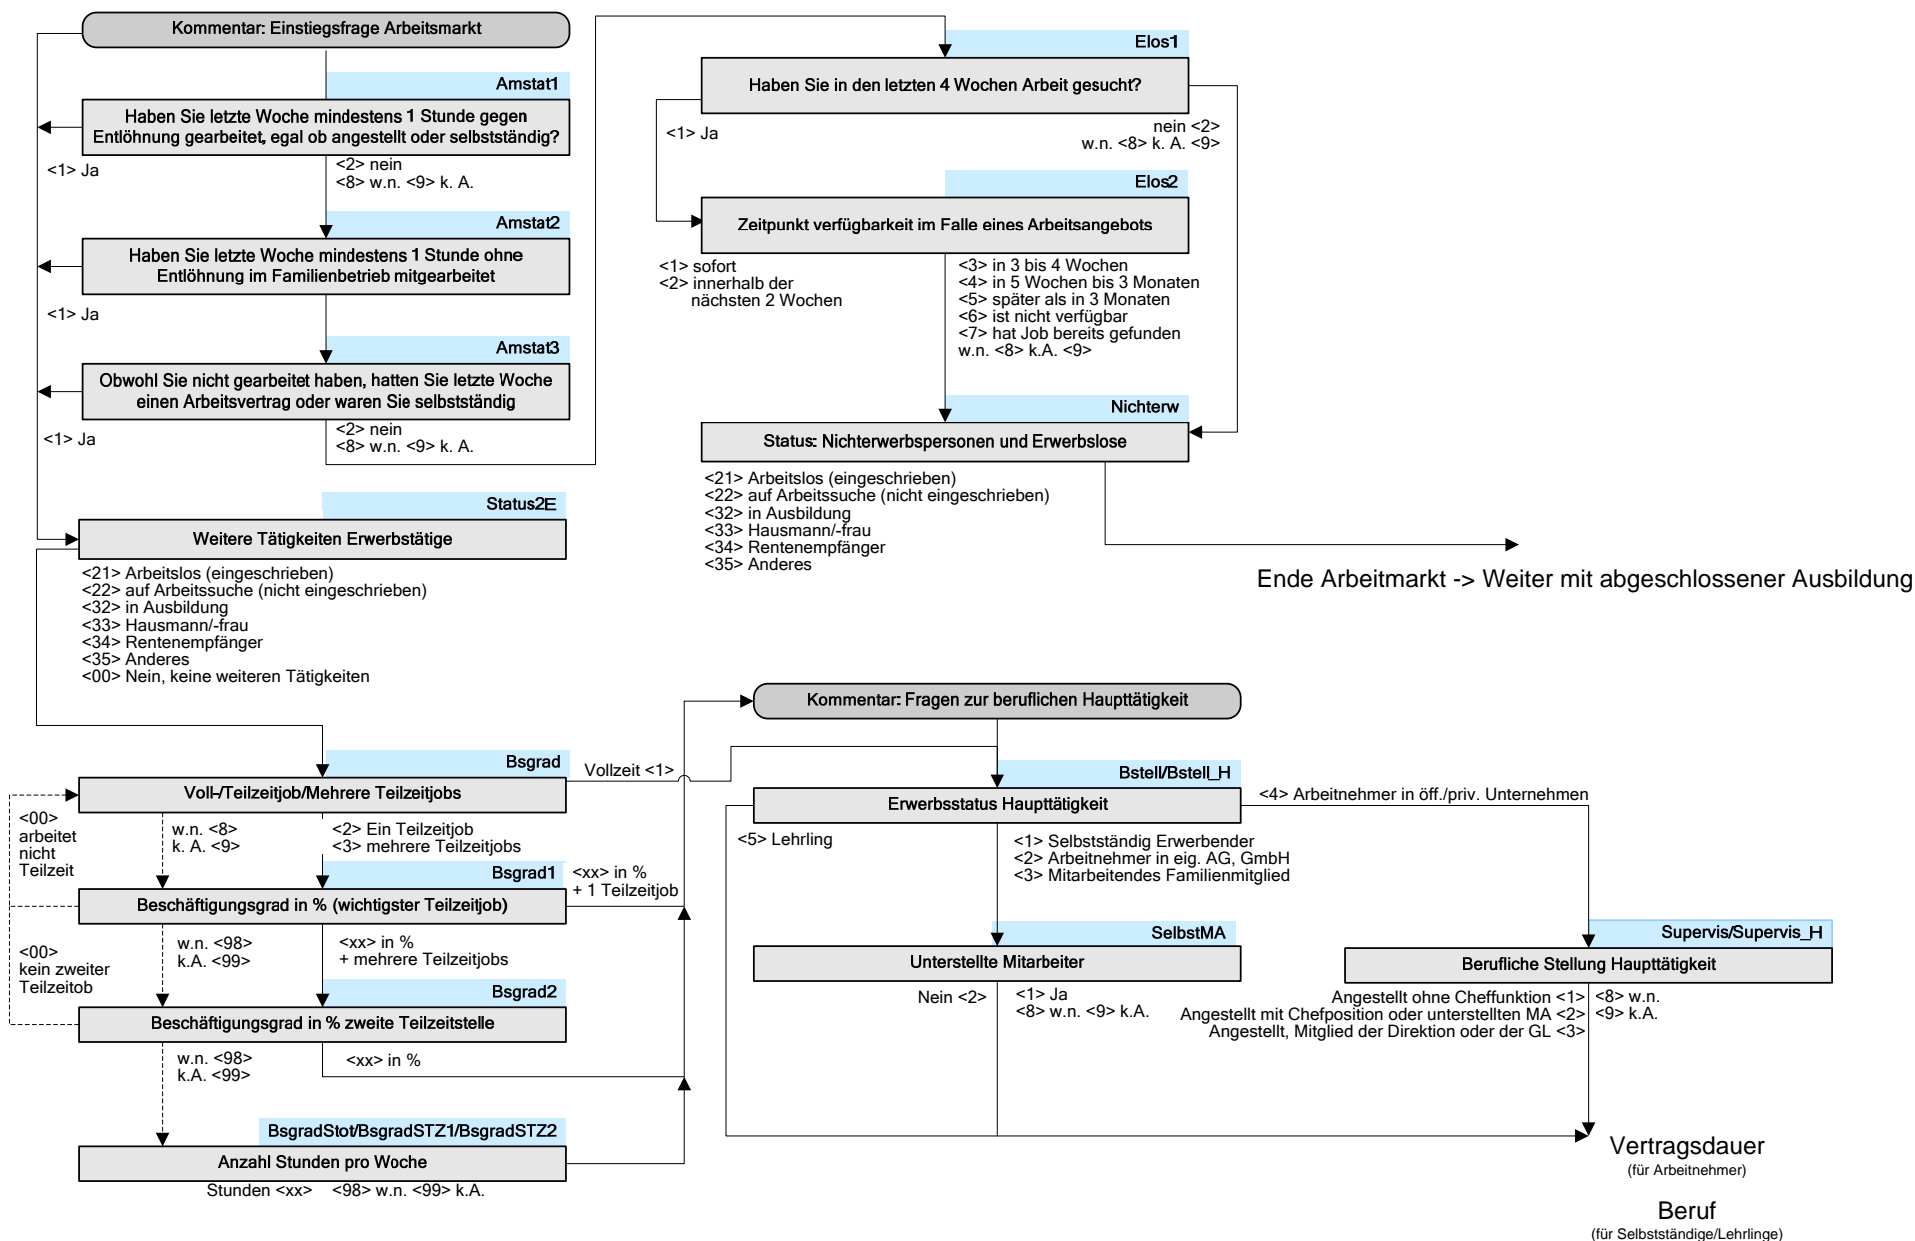 Kommentar: Einstiegsfrage Arbeitsmarkt
Amstat1
Haben Sie letzte Woche mindestens 1 Stunde gegen
Entlöhnung gearbeitet, egal ob angestellt oder selbstständig?
<1> Ja
<2> nein
<8> w.n. <9> k. A.
Amstat2
Haben Sie letzte Woche mindestens 1 Stunde ohne
Entlöhnung im Familienbetrieb mitgearbeitet
<1> Ja
Amstat3
Obwohl Sie nicht gearbeitet haben, hatten Sie letzte Woche
einen Arbeitsvertrag oder waren Sie selbstständig
<1> Ja
<2> nein
<8> w.n. <9> k. A.
Status2E
Weitere Tätigkeiten Erwerbstätige
<21> Arbeitslos (eingeschrieben)
<22> auf Arbeitssuche (nicht eingeschrieben)
<32> in Ausbildung
<33> Hausmann/-frau
<34> Rentenempfänger
<35> Anderes
<00> Nein, keine weiteren Tätigkeiten
Elos1
Haben Sie in den letzten 4 Wochen Arbeit gesucht?
<1> Ja
nein <2>
w.n. <8> k. A. <9>
Elos2
Zeitpunkt verfügbarkeit im Falle eines Arbeitsangebots
<1> sofort
<2> innerhalb der
nächsten 2 Wochen
<3> in 3 bis 4 Wochen
<4> in 5 Wochen bis 3 Monaten
<5> später als in 3 Monaten
<6> ist nicht verfügbar
<7> hat Job bereits gefunden
w.n. <8> k.A. <9>
Nichterw
Status: Nichterwerbspersonen und Erwerbslose
<21> Arbeitslos (eingeschrieben)
<22> auf Arbeitssuche (nicht eingeschrieben)
<32> in Ausbildung
<33> Hausmann/-frau
<34> Rentenempfänger
<35> Anderes
Ende Arbeitmarkt -> Weiter mit abgeschlossener Ausbildung
Bsgrad
Voll-/Teilzeitjob/Mehrere Teilzeitjobs
Vollzeit <1>
<00>
arbeitet
nicht
Teilzeit
w.n. <8>
k. A. <9>
<2> Ein Teilzeitjob
<3> mehrere Teilzeitjobs
Bsgrad1
Beschäftigungsgrad in % (wichtigster Teilzeitjob)
<xx> in %
+ 1 Teilzeitjob
<00>
kein zweiter
Teilzeitob
w.n. <98>
k.A. <99>
<xx> in %
+ mehrere Teilzeitjobs
Bsgrad2
Beschäftigungsgrad in % zweite Teilzeitstelle
w.n. <98>
k.A. <99>
<xx> in %
BsgradStot/BsgradSTZ1/BsgradSTZ2
Anzahl Stunden pro Woche
Stunden <xx> <98> w.n. <99> k.A.
Kommentar: Fragen zur beruflichen Haupttätigkeit
Bstell/Bstell_H
Erwerbsstatus Haupttätigkeit
<4> Arbeitnehmer in öff./priv. Unternehmen
<5> Lehrling
<1> Selbstständig Erwerbender
<2> Arbeitnehmer in eig. AG, GmbH
<3> Mitarbeitendes Familienmitglied
SelbstMA
Unterstellte Mitarbeiter
Nein <2>
<1> Ja
<8> w.n. <9> k.A.
Supervis/Supervis_H
Berufliche Stellung Haupttätigkeit
Angestellt ohne Cheffunktion <1>
Angestellt mit Chefposition oder unterstellten MA <2>
Angestellt, Mitglied der Direktion oder der GL <3>
<8> w.n.
<9> k.A.
Vertragsdauer
(für Arbeitnehmer)
Beruf
(für Selbstständige/Lehrlinge)